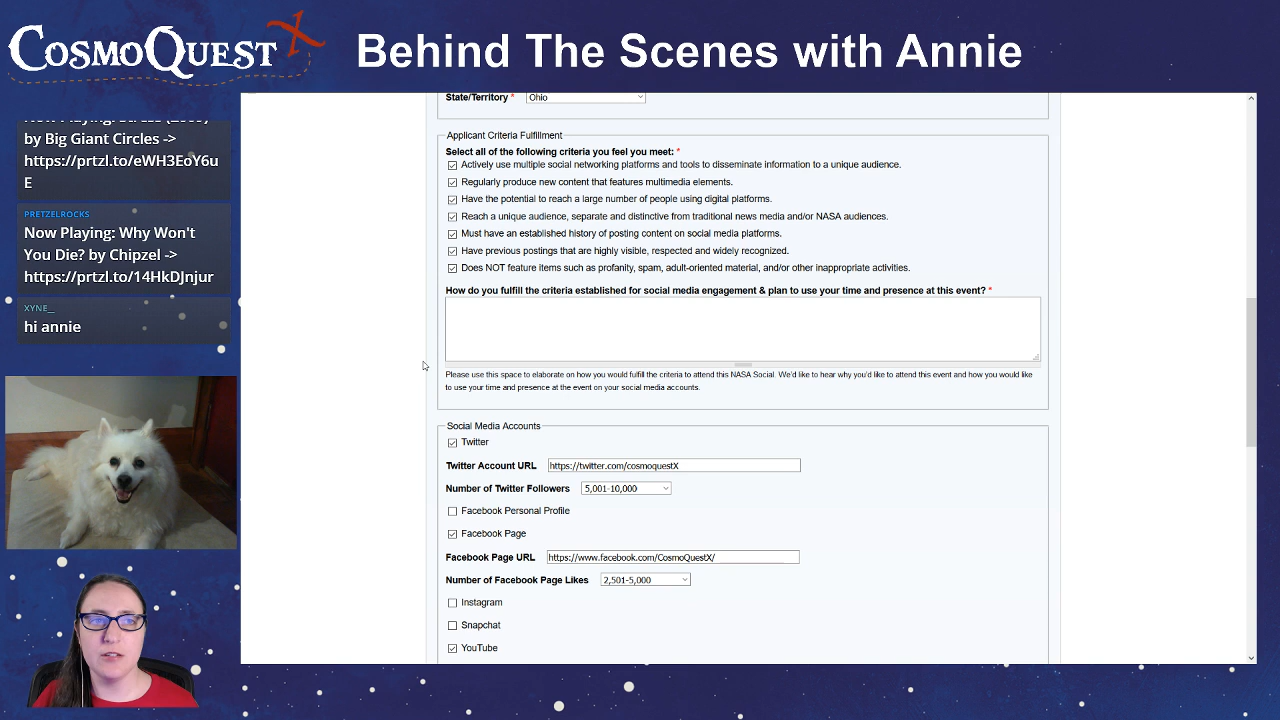 COSMOQUEST X
Behind The Scenes with Annie
by Big Giant Circles ->
https://prtzl.to/eWH3EoY6u
E
PRETZELROCKS
Now Playing: Why Won't
You Die? by Chipzel ->
https://prtzl.to/14HkDJnjur
XYNE__
hi annie
State/Territory * Ohio
Applicant Criteria Fulfillment
Select all of the following criteria you feel you meet: *
Actively use multiple social networking platforms and tools to disseminate information to a unique audience.
Regularly produce new content that features multimedia elements.
Have the potential to reach a large number of people using digital platforms.
Reach a unique audience, separate and distinctive from traditional news media and/or NASA audiences.
Must have an established history of posting content on social media platforms.
Have previous postings that are highly visible, respected and widely recognized.
Does NOT feature items such as profanity, spam, adult-oriented material, and/or other inappropriate activities.
How do you fulfill the criteria established for social media engagement & plan to use your time and presence at this event? *
Please use this space to elaborate on how you would fulfill the criteria to attend this NASA Social. We'd like to hear why you'd like to attend this event and how you would like
to use your time and presence at the event on your social media accounts.
Social Media Accounts
Twitter
Twitter Account URL https://twitter.com/cosmoquestX
Number of Twitter Followers 5,001-10,000
Facebook Personal Profile
Facebook Page
Facebook Page URL https://www.facebook.com/CosmoQuestX/
Number of Facebook Page Likes 2,501-5,000
Instagram
Snapchat
YouTube